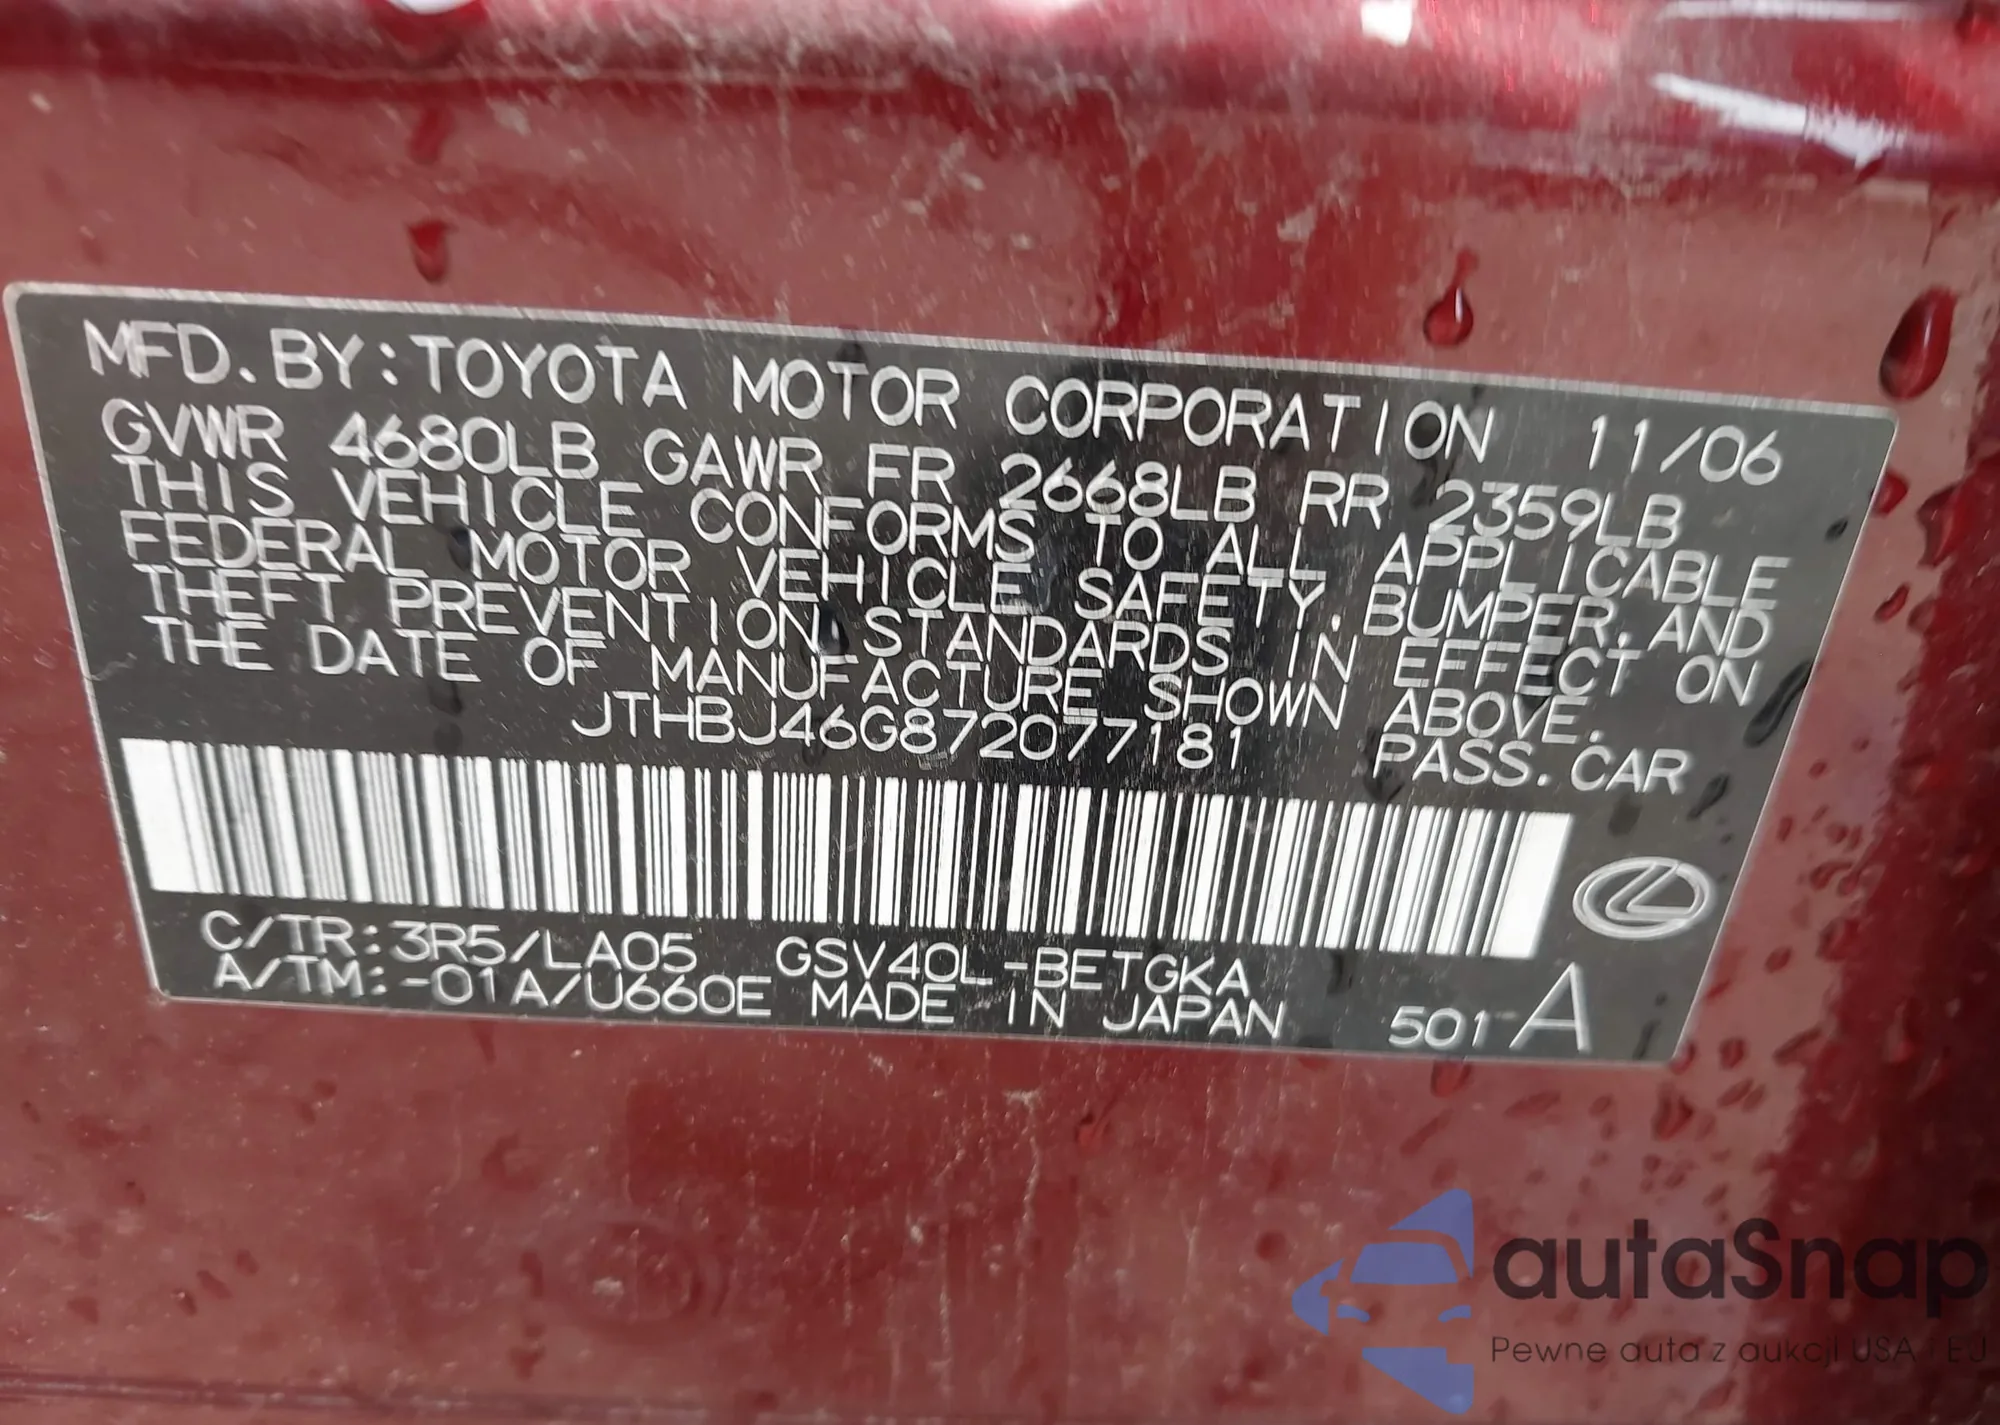 MFD. BY: TOYOTA MOTOR CORPORATION 11/06
GVWR 4680LB GAWR FR 2668LB RR 2359LB
THIS VEHICLE CONFORMS TO ALL APPLICABLE
FEDERAL MOTOR VEHICLE SAFETY, BUMPER, AND
THEFT PREVENTION STANDARDS IN EFFECT ON
THE DATE OF MANUFACTURE SHOWN ABOVE.
JTHBJ46G872077181 PASS. CAR
C/TR: 3R5/LA05 GSV40L-BETGKA
A/TM: -01A/U660E MADE IN JAPAN 501 A
autaSnap
Pewne auta z aukcji USA i EU